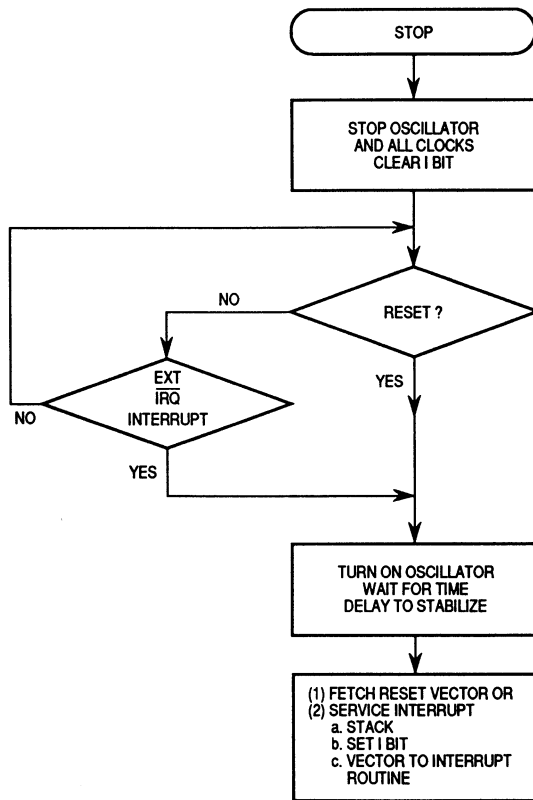 STOP
STOP OSCILLATOR
AND ALL CLOCKS
CLEAR I BIT
RESET ?
NO
YES
EXT
IRQ
INTERRUPT
NO
YES
TURN ON OSCILLATOR
WAIT FOR TIME
DELAY TO STABILIZE
(1) FETCH RESET VECTOR OR
(2) SERVICE INTERRUPT
a. STACK
b. SET I BIT
c. VECTOR TO INTERRUPT
ROUTINE